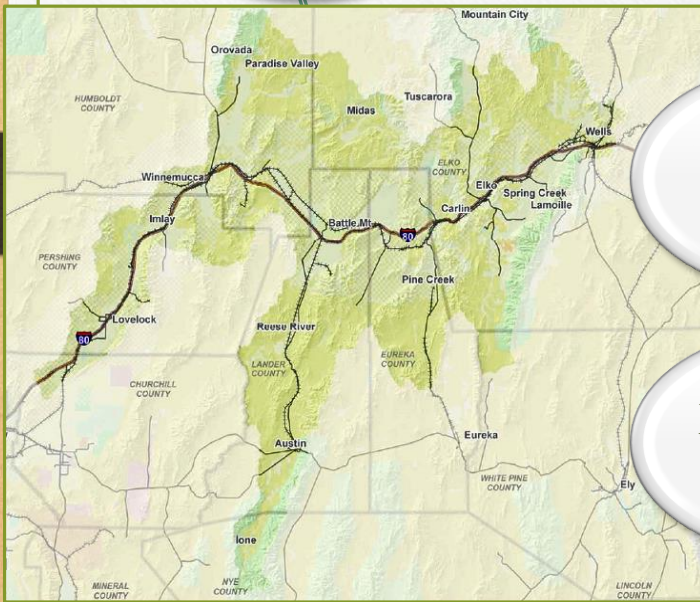 Mountain City
Orovada
Paradise Valley
HUMBOLDT
COUNTY
Midas
Tuscarora
Wells
ELKO
COUNTY
Winnemucca
Elko
Spring Creek
Lamoille
Imlay
Carlin
Battle Mt
80
PERSHING
COUNTY
Pine Creek
Lovelock
80
Reese River
LANDER
COUNTY
EUREKA
COUNTY
CHURCHILL
COUNTY
Austin
Eureka
WHITE PINE
COUNTY
Ely
Ione
NYE
COUNTY
MINERAL
COUNTY
LINCOLN
COUNTY